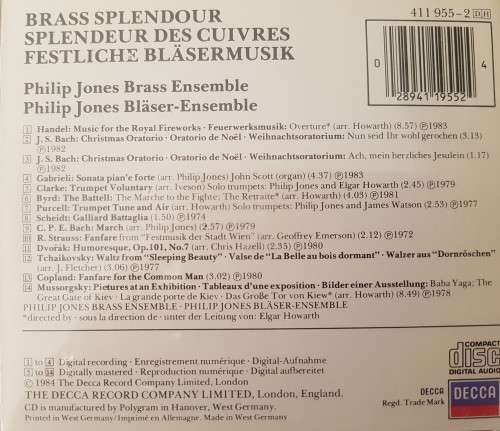 BRASS SPLENDOUR
SPLENDEUR DES CUIVRES
FESTLICHΣ BLÄSERMUSIK
411 955-2 DH
0 4
28941 19552
Philip Jones Brass Ensemble
Philip Jones Bläser-Ensemble
1 Handel: Music for the Royal Fireworks · Feuerwerksmusik: Overture* (arr. Howarth) (8.57) ℗1983
2 J. S. Bach: Christmas Oratorio · Oratorio de Noël · Weihnachtsoratorium: Nun seid Ihr wohl gerochen (3.13)
℗1982
3 J. S. Bach: Christmas Oratorio · Oratorio de Noël · Weihnachtsoratorium: Ach, mein herzliches Jesulein (1.17)
℗1982
4 Gabrieli: Sonata pian'e forte (arr. Philip Jones) John Scott (organ) (4.37) ℗1983
5 Clarke: Trumpet Voluntary (arr. Iveson) Solo trumpets: Philip Jones and Elgar Howarth (2.45) ℗1979
6 Byrd: The Battell: The Marche to the Fighte; The Retraite* (arr. Howarth) (4.03) ℗1981
7 Purcell: Trumpet Tune and Air (arr. Howarth) Solo trumpets: Philip Jones and James Watson (2.53) ℗1977
8 Scheidt: Galliard Battaglia (1.50) ℗1974
9 C. P. E. Bach: March (arr. Philip Jones) (2.57) ℗1979
10 R. Strauss: Fanfare from "Festmusik der Stadt Wien" (arr. Geoffrey Emerson) (2.12) ℗1972
11 Dvořák: Humoresque, Op.101, No.7 (arr. Chris Hazell) (2.35) ℗1980
12 Tchaikovsky: Waltz from "Sleeping Beauty" · Valse de "La Belle au bois dormant" · Walzer aus "Dornröschen"
(arr. J. Fletcher) (3.06) ℗1977
13 Copland: Fanfare for the Common Man (3.02) ℗1980
14 Mussorgsky: Pictures at an Exhibition · Tableaux d'une exposition · Bilder einer Ausstellung: Baba Yaga; The
Great Gate of Kiev · La grande porte de Kiev · Das Große Tor von Kiew* (arr. Howarth) (8.49) ℗1978
PHILIP JONES BRASS ENSEMBLE · PHILIP JONES BLÄSER-ENSEMBLE
*directed by · sous la direction de · unter der Leitung von: Elgar Howarth
1 to 4 Digital recording · Enregistrement numérique · Digital-Aufnahme
5 to 14 Digitally mastered · Reproduction numérique · Digital aufbereitet
©1984 The Decca Record Company Limited, London
THE DECCA RECORD COMPANY LIMITED, London, England.
CD is manufactured by Polygram in Hanover, West Germany.
Printed in West Germany/Imprimé en Allemagne. Made in West Germany
COMPACT
disc
DIGITAL AUDIO
DECCA
Regd. Trade Mark
DECCA